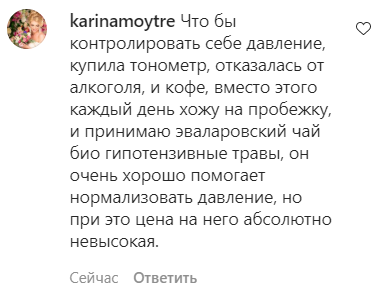 karinamoytre Что бы
контролировать себе давление,
купила тонометр, отказалась от
алкоголя, и кофе, вместо этого
каждый день хожу на пробежку,
и принимаю эваларовский чай
био гипотензивные травы, он
очень хорошо помогает
нормализовать давление, но
при это цена на него абсолютно
невысокая.
Сейчас Ответить